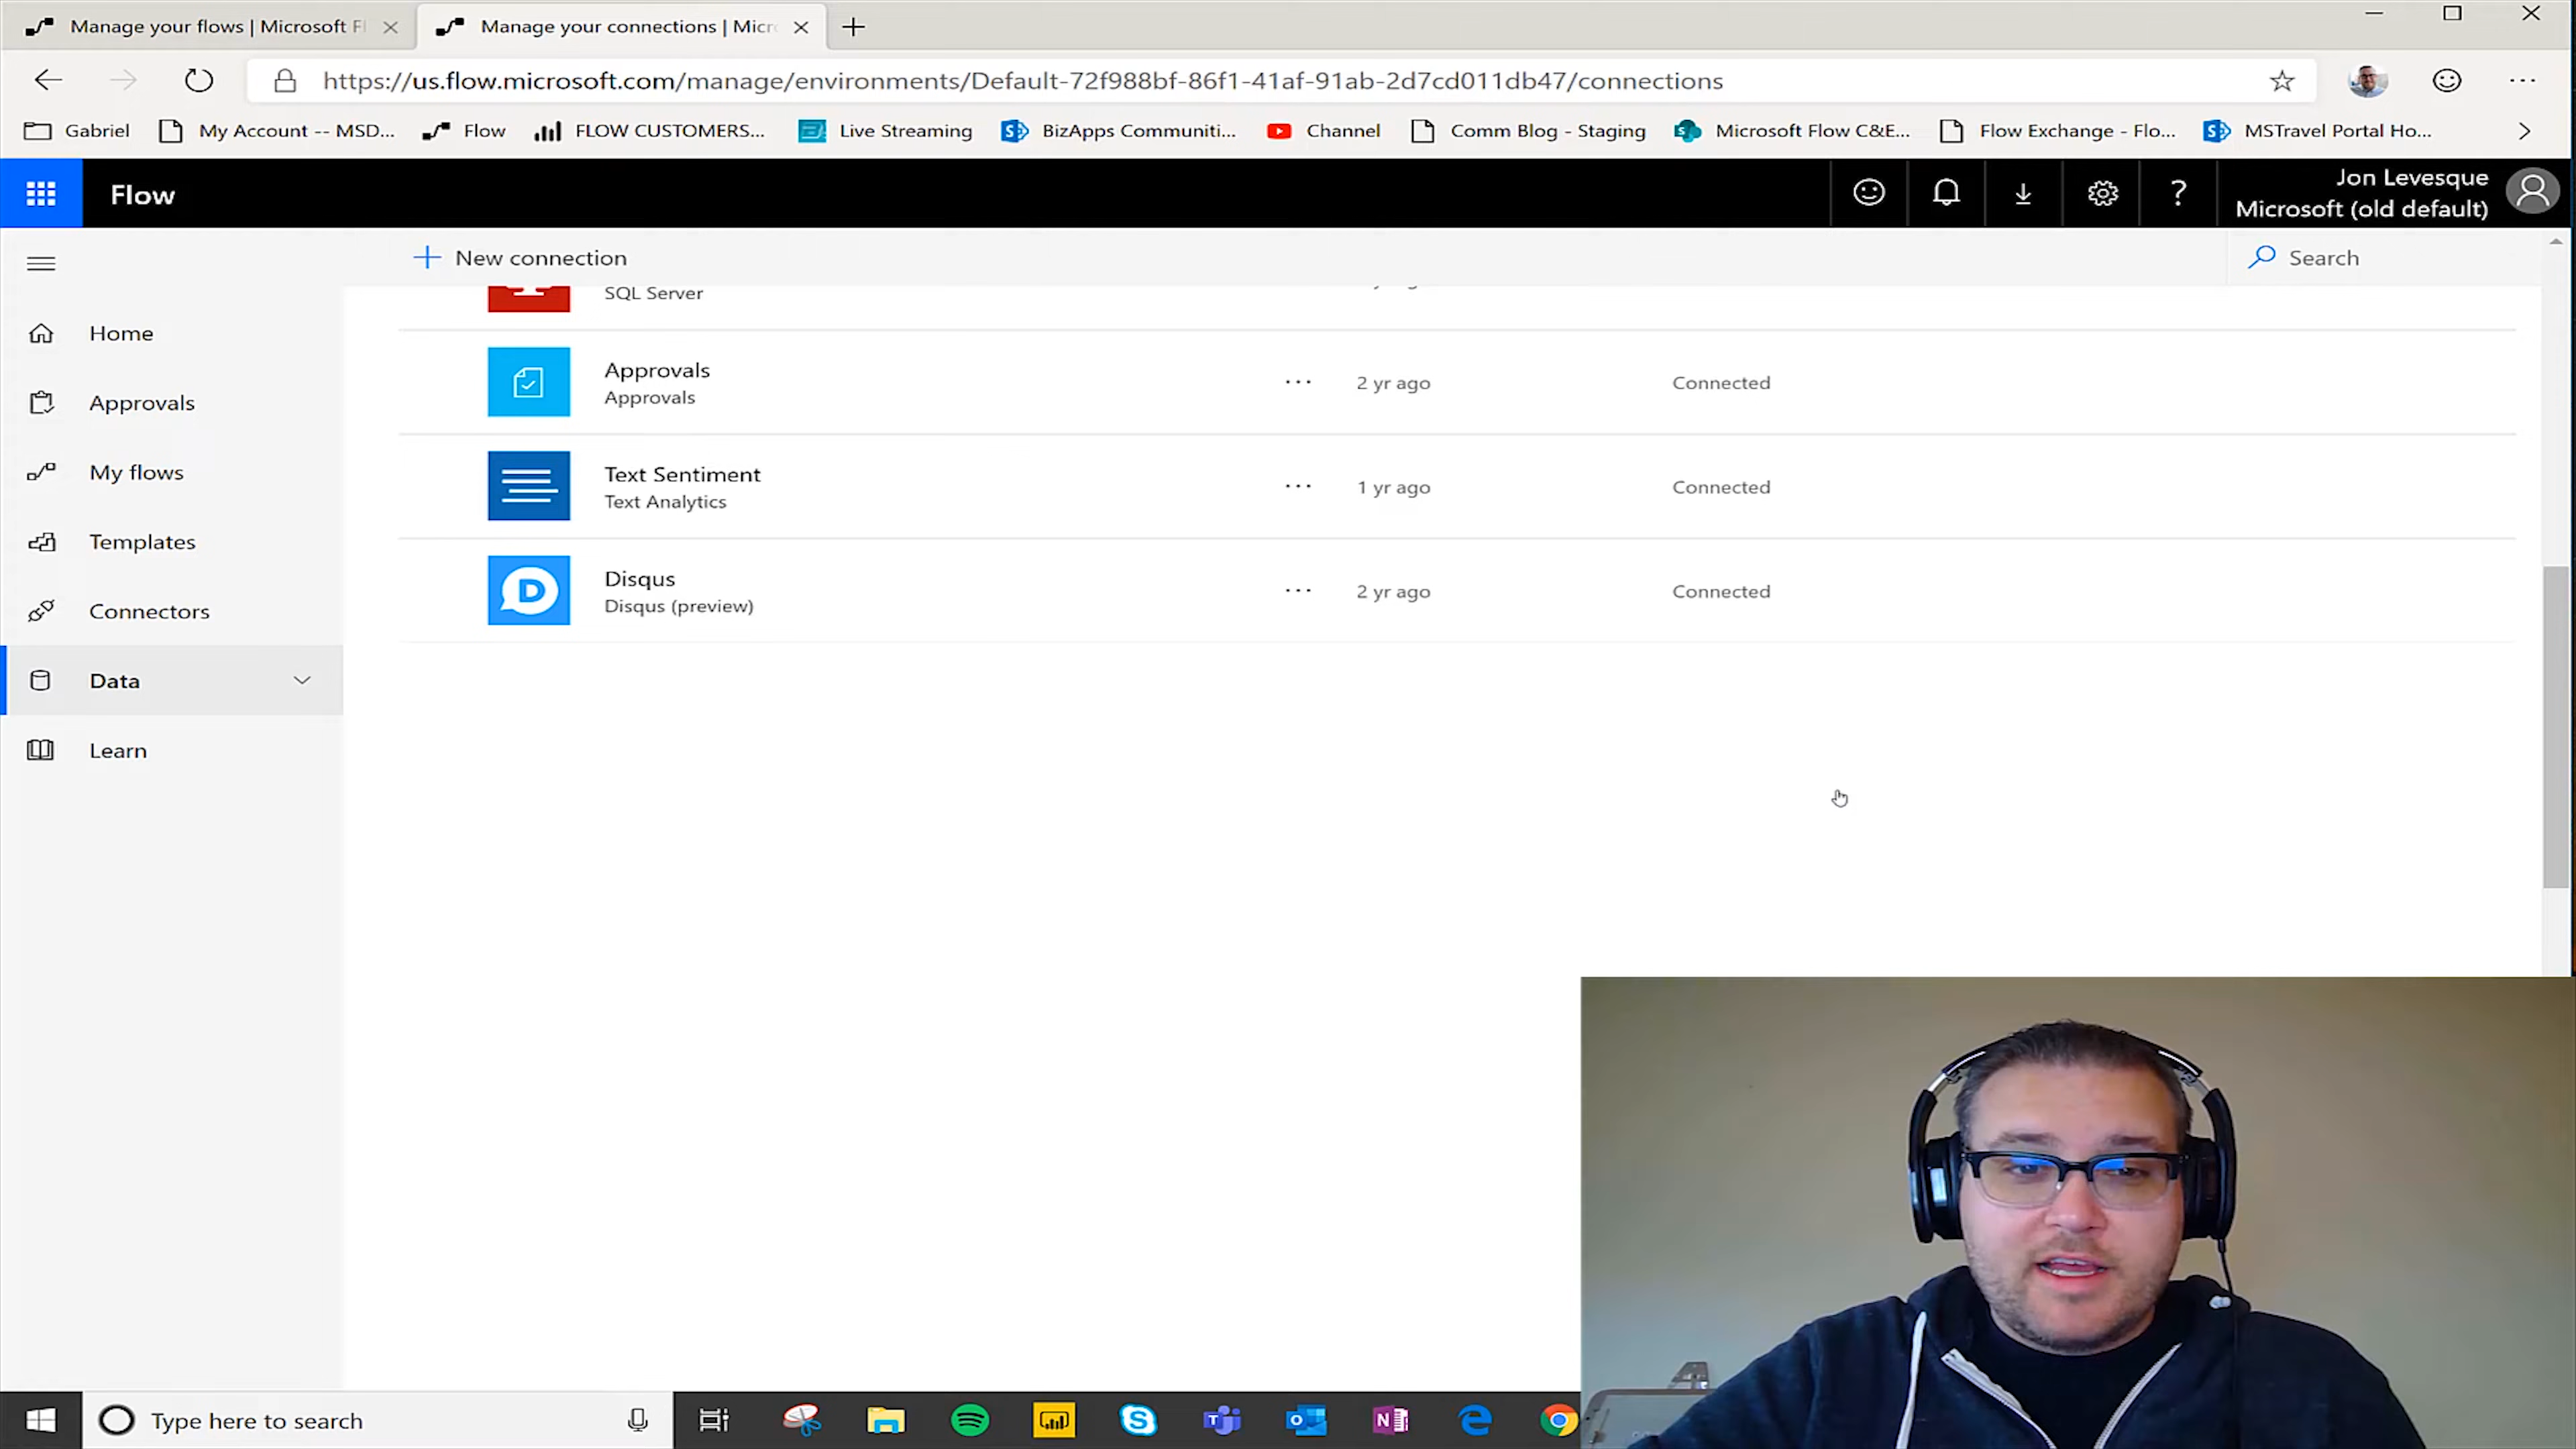 Manage your flows | Microsoft Fl
Manage your connections | Micr
https://us.flow.microsoft.com/manage/environments/Default-72f988bf-86f1-41af-91ab-2d7cd011db47/connections
Gabriel
My Account -- MSD...
Flow
FLOW CUSTOMERS...
Live Streaming
BizApps Communiti...
Channel
Comm Blog - Staging
Microsoft Flow C&E...
Flow Exchange - Flo...
MSTravel Portal Ho...
Flow
?
Jon Levesque
Microsoft (old default)
New connection
Search
Home
Approvals
My flows
Templates
Connectors
Data
Learn
SQL Server
Approvals
Approvals
2 yr ago
Connected
Text Sentiment
Text Analytics
1 yr ago
Connected
D
Disqus
Disqus (preview)
2 yr ago
Connected
Type here to search